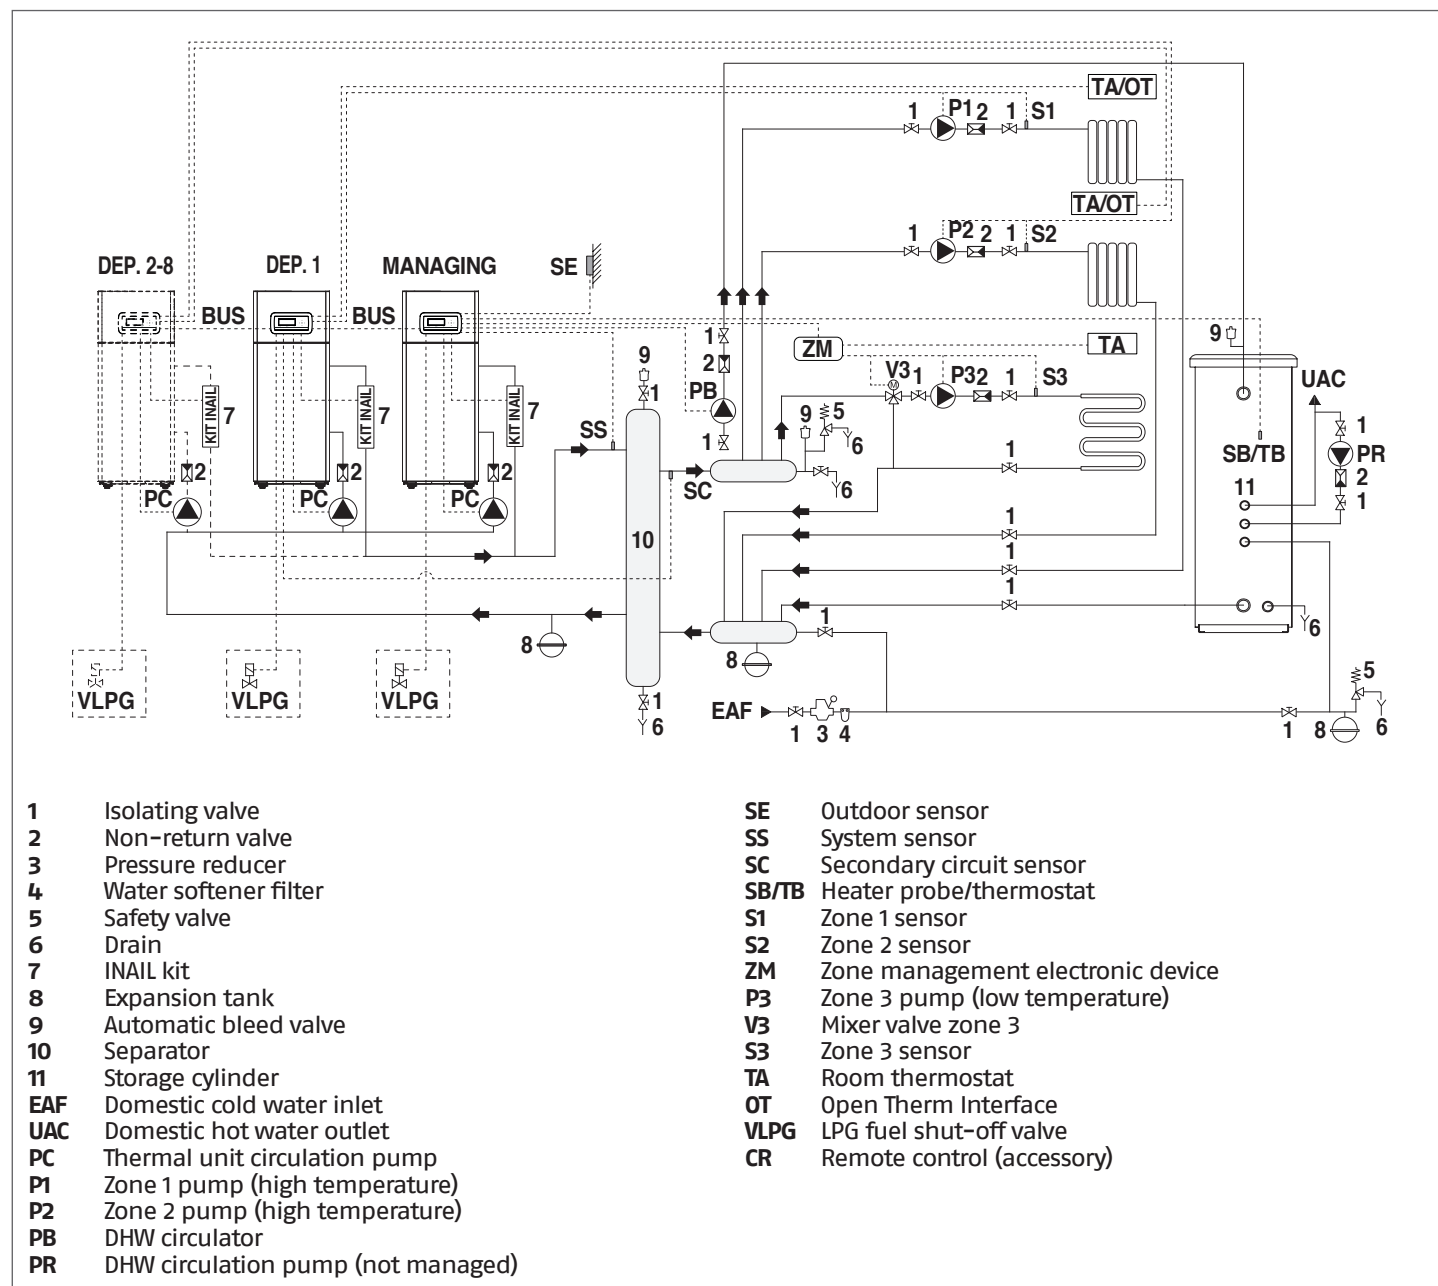 TA/OT
1 P1 2 1 S1
TA/OT
1 P2 2 1 S2
DEP. 2-8 DEP. 1 MANAGING SE
BUS BUS
9
1 ZM TA
9 2 V3 1 P3 2 1 S3 UAC
KIT INAIL KIT INAIL KIT INAIL 1 PB
7 7 7 9 5 1
SS 1 6 SB/TB PR
2 2 2 1 11 2
PC PC PC SC 6 1
10 1
1
1
1
8 8 6
VLPG VLPG VLPG 1 5
6 EAF 1 3 4 1 8 6
1 Isolating valve
2 Non-return valve
3 Pressure reducer
4 Water softener filter
5 Safety valve
6 Drain
7 INAIL kit
8 Expansion tank
9 Automatic bleed valve
10 Separator
11 Storage cylinder
EAF Domestic cold water inlet
UAC Domestic hot water outlet
PC Thermal unit circulation pump
P1 Zone 1 pump (high temperature)
P2 Zone 2 pump (high temperature)
PB DHW circulator
PR DHW circulation pump (not managed)
SE Outdoor sensor
SS System sensor
SC Secondary circuit sensor
SB/TB Heater probe/thermostat
S1 Zone 1 sensor
S2 Zone 2 sensor
ZM Zone management electronic device
P3 Zone 3 pump (low temperature)
V3 Mixer valve zone 3
S3 Zone 3 sensor
TA Room thermostat
OT Open Therm Interface
VLPG LPG fuel shut-off valve
CR Remote control (accessory)